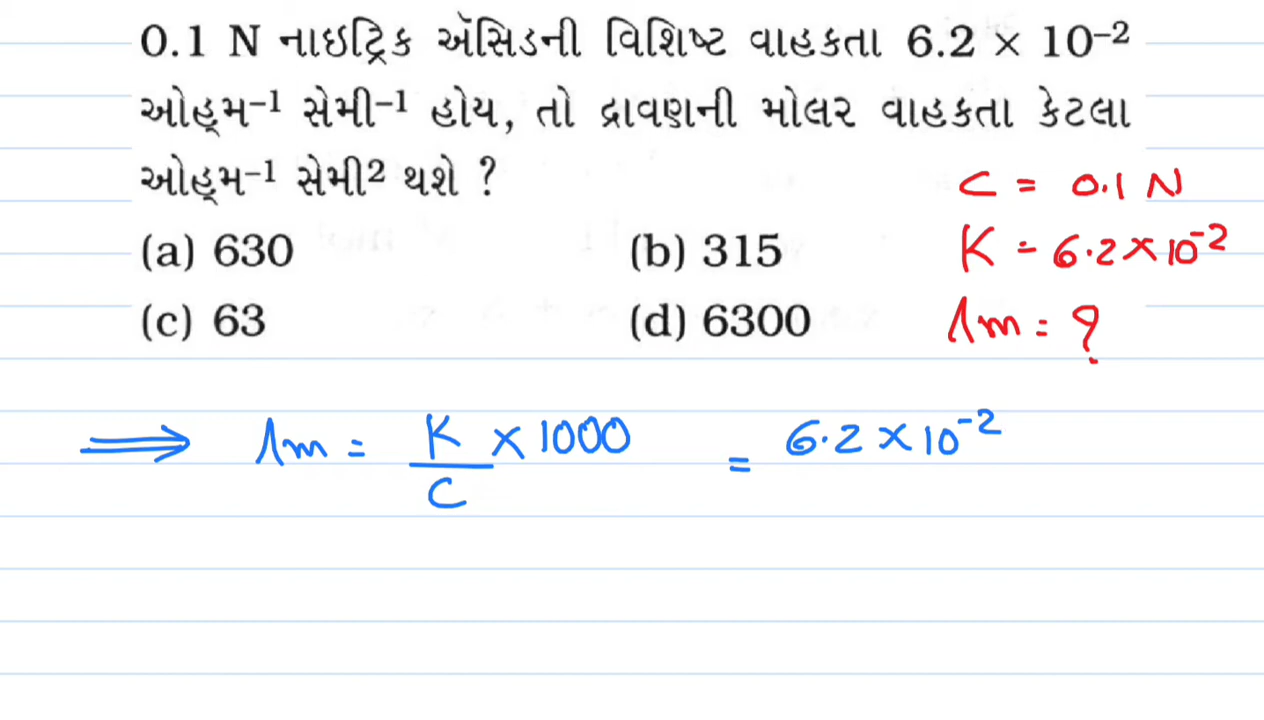 0.1 N નાઇટ્રિક ઍસિડની વિશિષ્ટ વાહકતા 6.2 × 10⁻²
ઓહ્મ⁻¹ સેમી⁻¹ હોય, તો દ્રાવણની મોલર વાહકતા કેટલા
ઓહ્મ⁻¹ સેમી² થશે ?
(a) 630 (b) 315
(c) 63 (d) 6300
C = 0.1 N
K = 6.2 × 10⁻²
Λm = ?
⟹ Λm = K/C × 1000 = 6.2 × 10⁻²